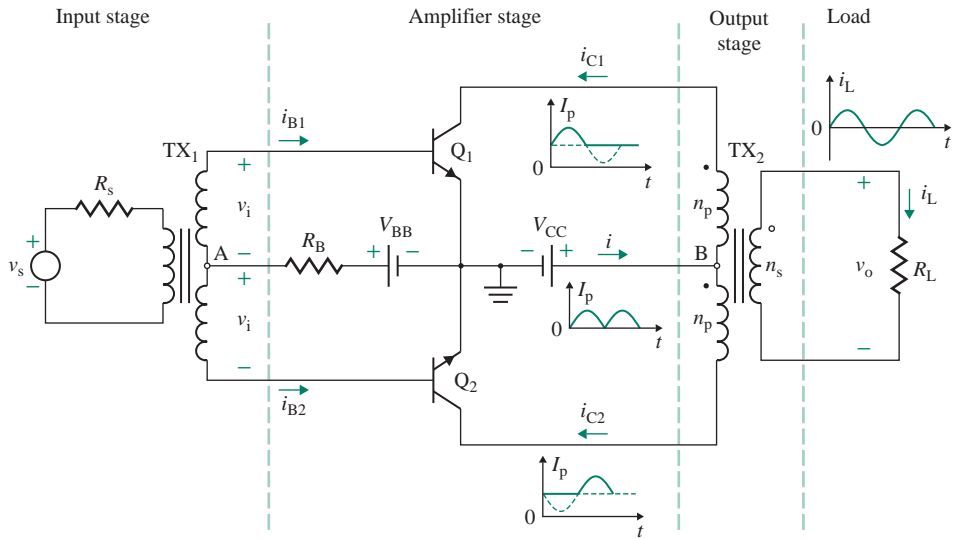 Input stage
Amplifier stage
Output stage
Load
i_C1
I_p
0
t
i_L
0
t
i_B1
Q_1
TX_1
+
v_i
−
TX_2
n_p
R_s
+
v_s
−
A
R_B
+ V_BB −
− V_CC +
i
B
n_s
+
v_o
−
i_L
R_L
+
v_i
−
I_p
0
t
n_p
i_B2
Q_2
i_C2
I_p
0
t